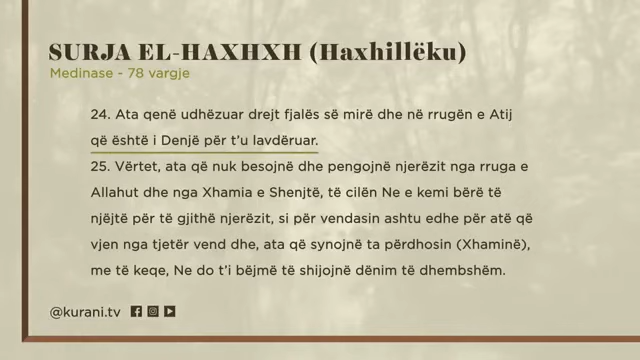 SURJA EL-HAXHXH (Haxhillëku)
Medinase - 78 vargje
24. Ata qenë udhëzuar drejt fjalës së mirë dhe në rrugën e Atij
që është i Denjë për t'u lavdëruar.
25. Vërtet, ata që nuk besojnë dhe pengojnë njerëzit nga rruga e
Allahut dhe nga Xhamia e Shenjtë, të cilën Ne e kemi bërë të
njëjtë për të gjithë njerëzit, si për vendasin ashtu edhe për atë që
vjen nga tjetër vend dhe, ata që synojnë ta përdhosin (Xhaminë),
me të keqe, Ne do t'i bëjmë të shijojnë dënim të dhembshëm.
@kurani.tv